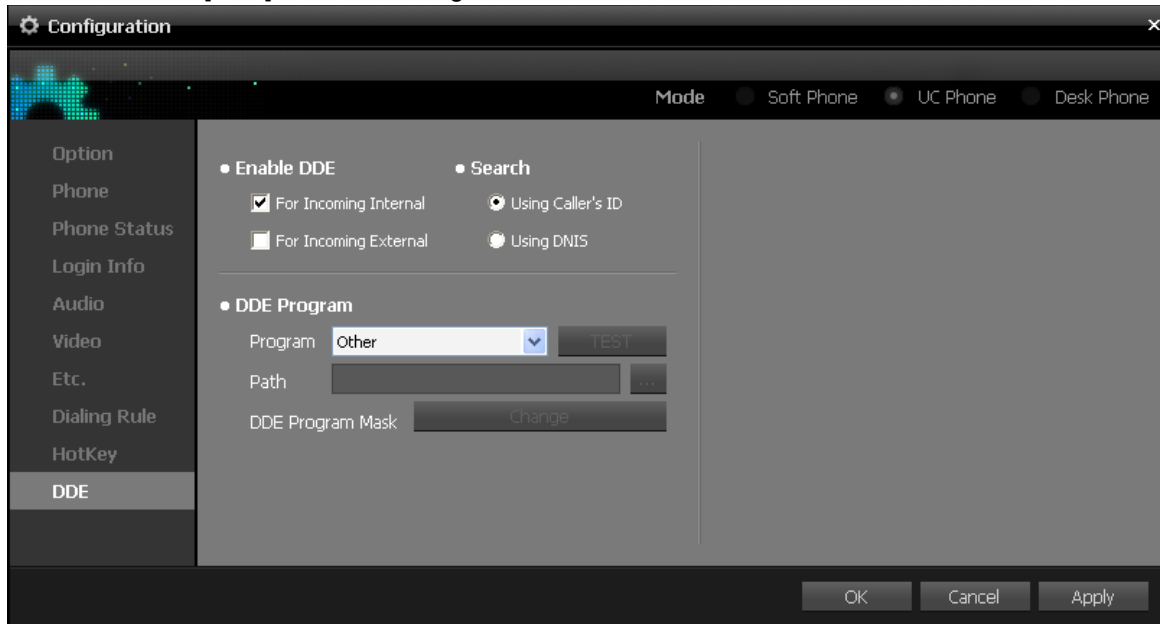 Configuration
Mode Soft Phone UC Phone Desk Phone
Option
Phone
Phone Status
Login Info
Audio
Video
Etc.
Dialing Rule
HotKey
DDE
Enable DDE
For Incoming Internal
For Incoming External
Search
Using Caller's ID
Using DNIS
DDE Program
Program Other TEST
Path ...
DDE Program Mask Change
OK Cancel Apply